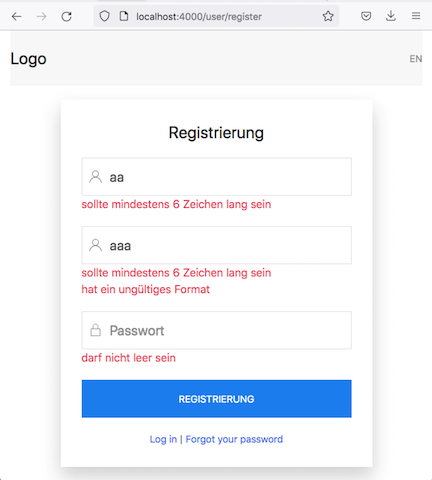 localhost:4000/user/register
Logo
EN
Registrierung
aa
sollte mindestens 6 Zeichen lang sein
aaa
sollte mindestens 6 Zeichen lang sein
hat ein ungültiges Format
Passwort
darf nicht leer sein
REGISTRIERUNG
Log in | Forgot your password